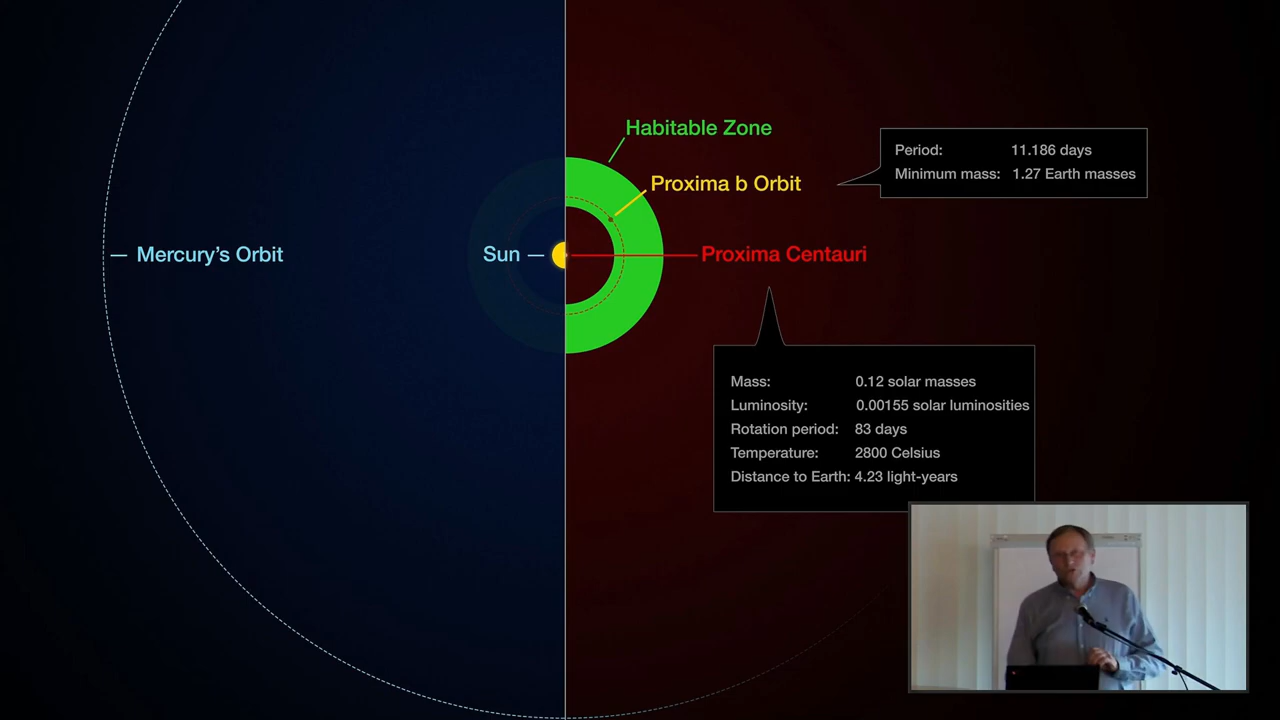 Habitable Zone
Period: 11.186 days
Minimum mass: 1.27 Earth masses
Proxima b Orbit
Mercury's Orbit
Sun
Proxima Centauri
Mass: 0.12 solar masses
Luminosity: 0.00155 solar luminosities
Rotation period: 83 days
Temperature: 2800 Celsius
Distance to Earth: 4.23 light-years